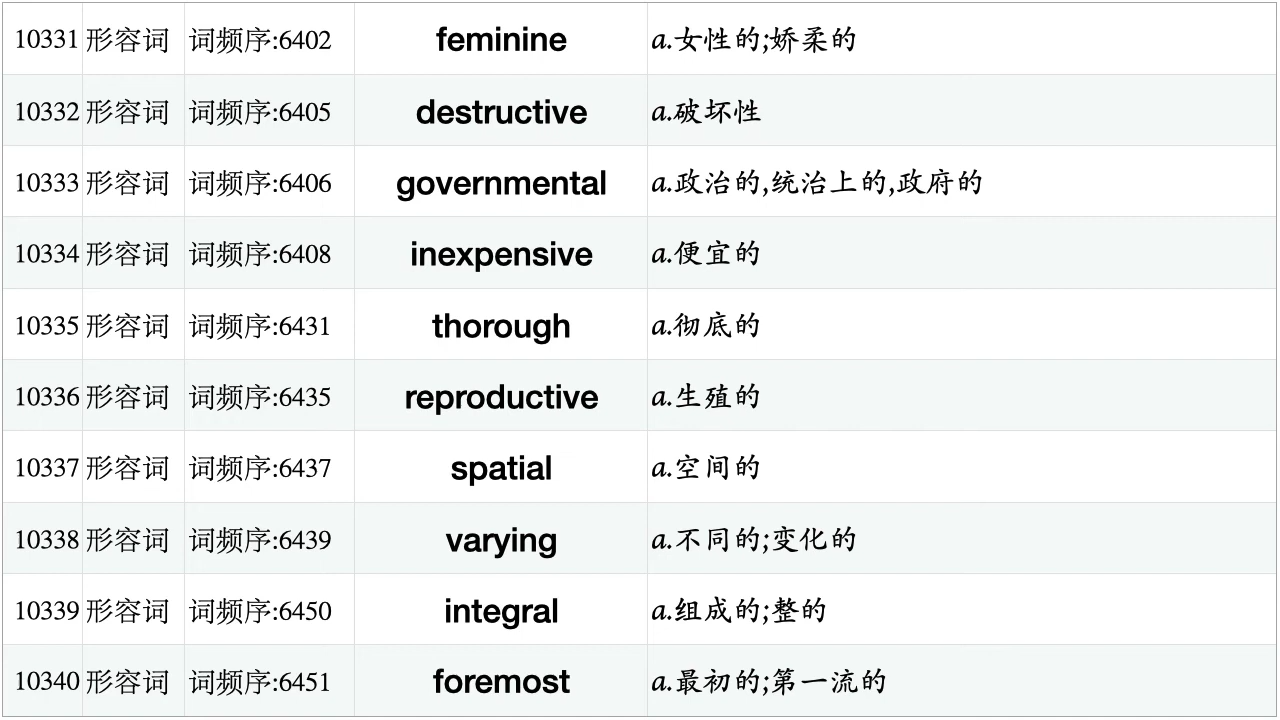 10331 形容词 词频序:6402 feminine a.女性的;娇柔的
10332 形容词 词频序:6405 destructive a.破坏性
10333 形容词 词频序:6406 governmental a.政治的,统治上的,政府的
10334 形容词 词频序:6408 inexpensive a.便宜的
10335 形容词 词频序:6431 thorough a.彻底的
10336 形容词 词频序:6435 reproductive a.生殖的
10337 形容词 词频序:6437 spatial a.空间的
10338 形容词 词频序:6439 varying a.不同的;变化的
10339 形容词 词频序:6450 integral a.组成的;整的
10340 形容词 词频序:6451 foremost a.最初的;第一流的